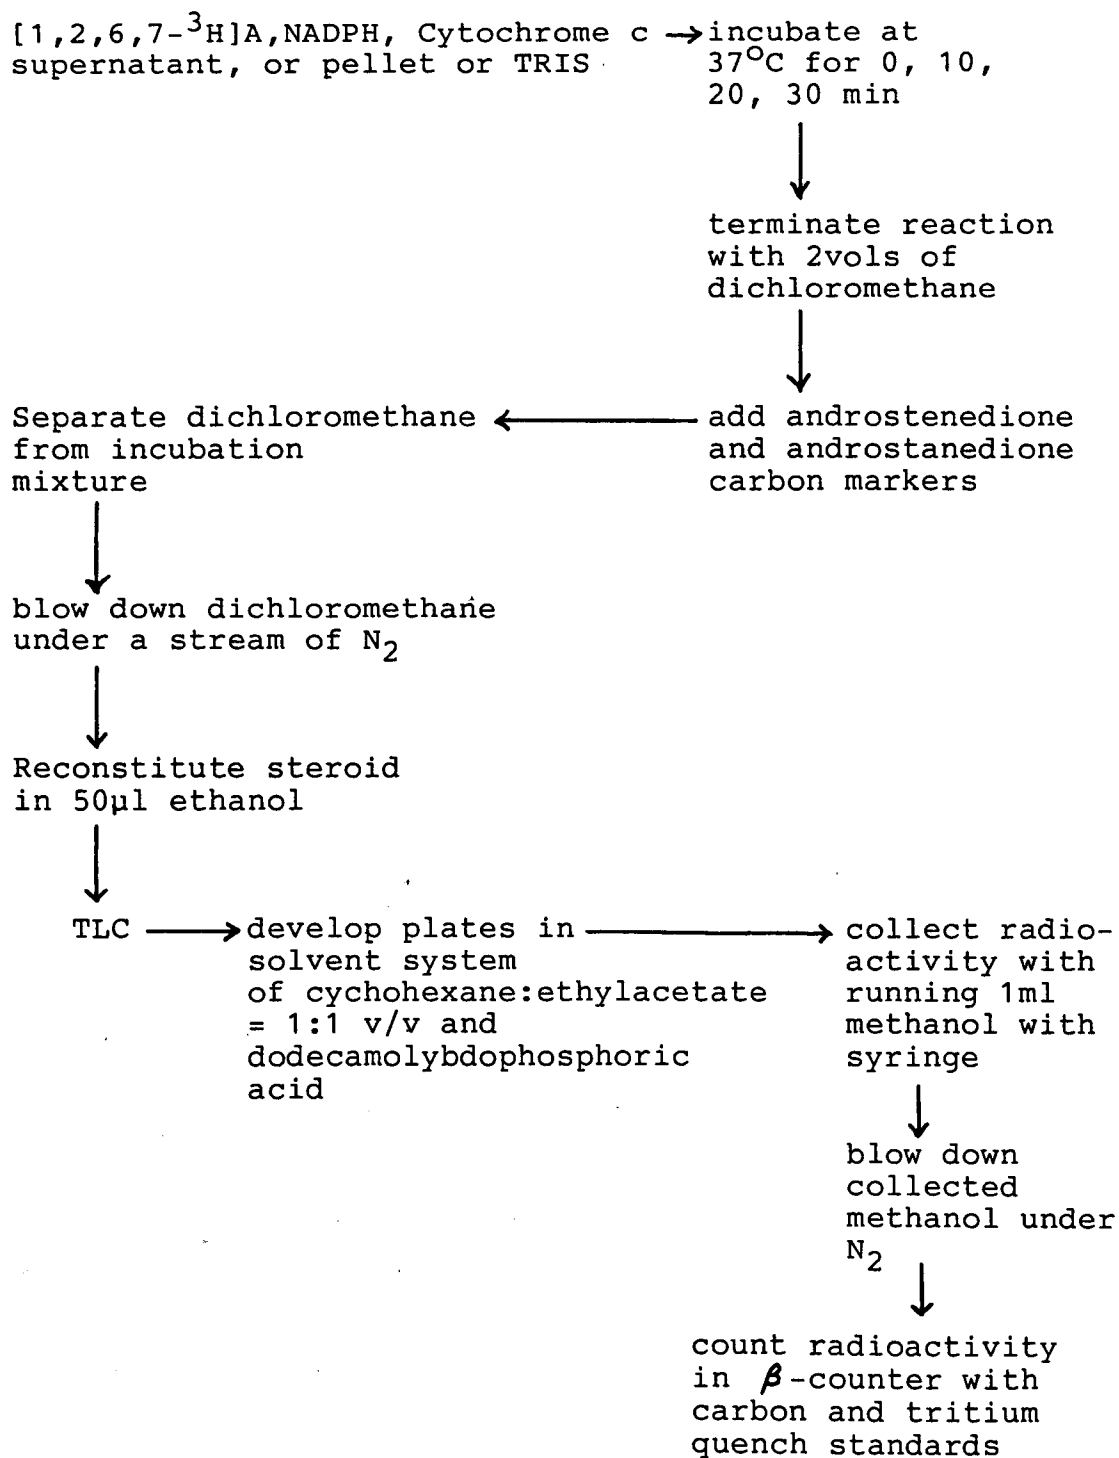 [1,2,6,7-³H]A,NADPH, Cytochrome c → incubate at
supernatant, or pellet or TRIS
37°C for 0, 10,
20, 30 min
terminate reaction
with 2vols of
dichloromethane
add androstenedione
and androstanedione
carbon markers
Separate dichloromethane
from incubation
mixture
blow down dichloromethane
under a stream of N₂
Reconstitute steroid
in 50µl ethanol
TLC
develop plates in
solvent system
of cychohexane:ethylacetate
= 1:1 v/v and
dodecamolybdophosphoric
acid
collect radio-
activity with
running 1ml
methanol with
syringe
blow down
collected
methanol under
N₂
count radioactivity
in β-counter with
carbon and tritium
quench standards